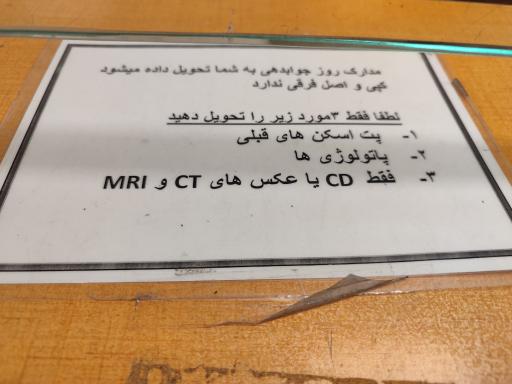 مدارک روز جوابدهی به شما تحویل داده میشود
کپی و اصل فرقی ندارد
لطفا فقط ۳مورد زیر را تحویل دهید
۱- پت اسکن های قبلی
۲- پاتولوژی ها
۳- فقط CD یا عکس های CT و MRI